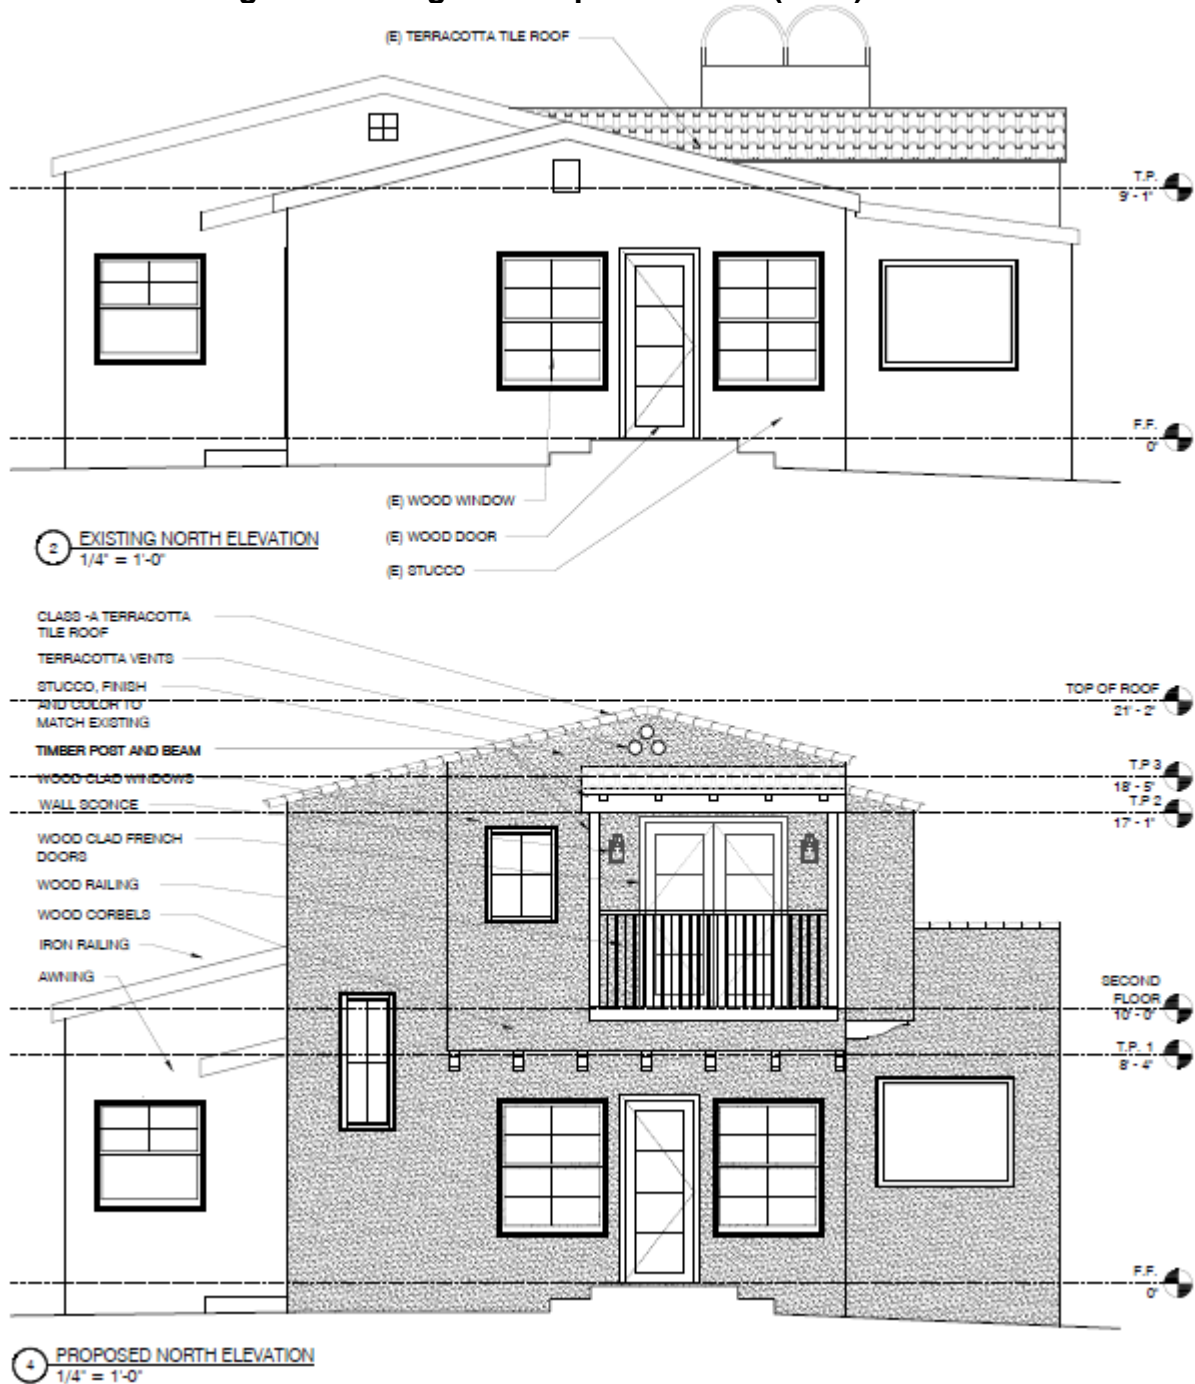 (E) TERRACOTTA TILE ROOF
T.P.
9' - 1"
F.F.
0"
(E) WOOD WINDOW
(E) WOOD DOOR
(E) STUCCO
2
EXISTING NORTH ELEVATION
1/4" = 1'-0"
CLASS -A TERRACOTTA
TILE ROOF
TERRACOTTA VENTS
STUCCO, FINISH
AND COLOR TO
MATCH EXISTING
TIMBER POST AND BEAM
WOOD CLAD WINDOWS
WALL SCONCE
WOOD CLAD FRENCH
DOORS
WOOD RAILING
WOOD CORBELS
IRON RAILING
AWNING
TOP OF ROOF
21' - 2"
T.P 3
18' - 5"
T.P 2
17' - 1"
SECOND
FLOOR
10' - 0"
T.P. 1
8' - 4"
F.F.
0"
4
PROPOSED NORTH ELEVATION
1/4" = 1'-0"